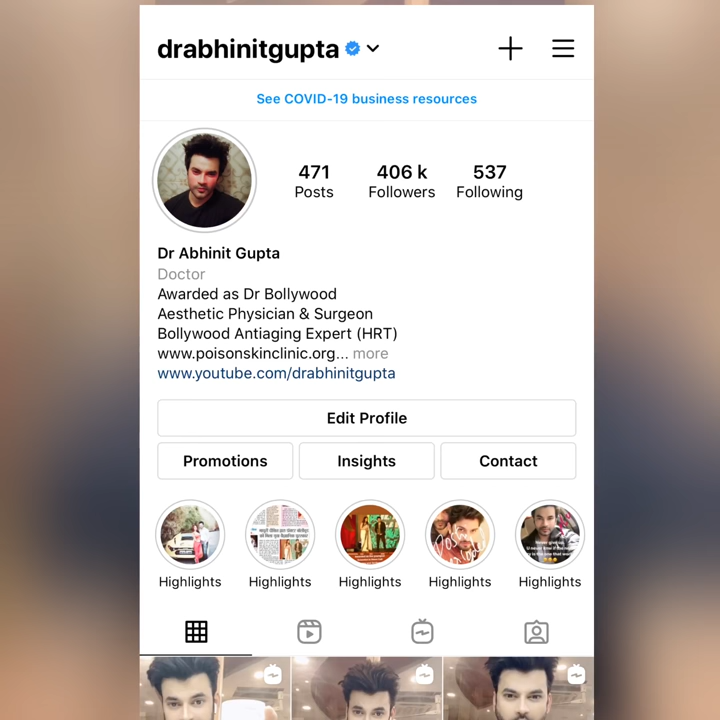 drabhinitgupta
See COVID-19 business resources
471 406 k 537
Posts Followers Following
Dr Abhinit Gupta
Doctor
Awarded as Dr Bollywood
Aesthetic Physician & Surgeon
Bollywood Antiaging Expert (HRT)
www.poisonskinclinic.org... more
www.youtube.com/drabhinitgupta
Edit Profile
Promotions Insights Contact
Highlights Highlights Highlights Highlights Highlights